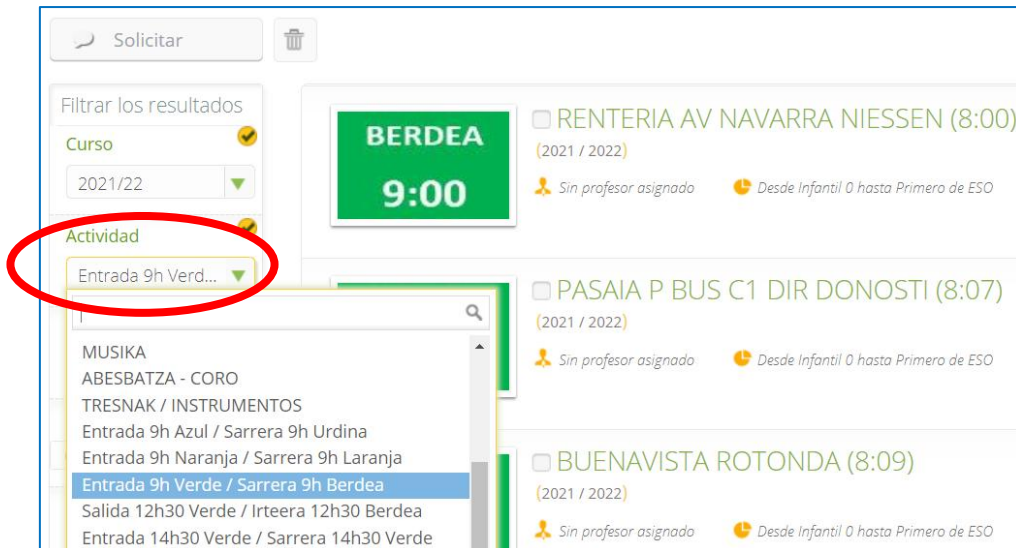 Solicitar
Filtrar los resultados
Curso
2021/22
Actividad
Entrada 9h Verd...
MUSIKA
ABESBATZA - CORO
TRESNAK / INSTRUMENTOS
Entrada 9h Azul / Sarrera 9h Urdina
Entrada 9h Naranja / Sarrera 9h Laranja
Entrada 9h Verde / Sarrera 9h Berdea
Salida 12h30 Verde / Irteera 12h30 Berdea
Entrada 14h30 Verde / Sarrera 14h30 Verde
BERDEA
9:00
RENTERIA AV NAVARRA NIESSEN (8:00)
(2021 / 2022)
Sin profesor asignado Desde Infantil 0 hasta Primero de ESO
PASAIA P BUS C1 DIR DONOSTI (8:07)
(2021 / 2022)
Sin profesor asignado Desde Infantil 0 hasta Primero de ESO
BUENAVISTA ROTONDA (8:09)
(2021 / 2022)
Sin profesor asignado Desde Infantil 0 hasta Primero de ESO